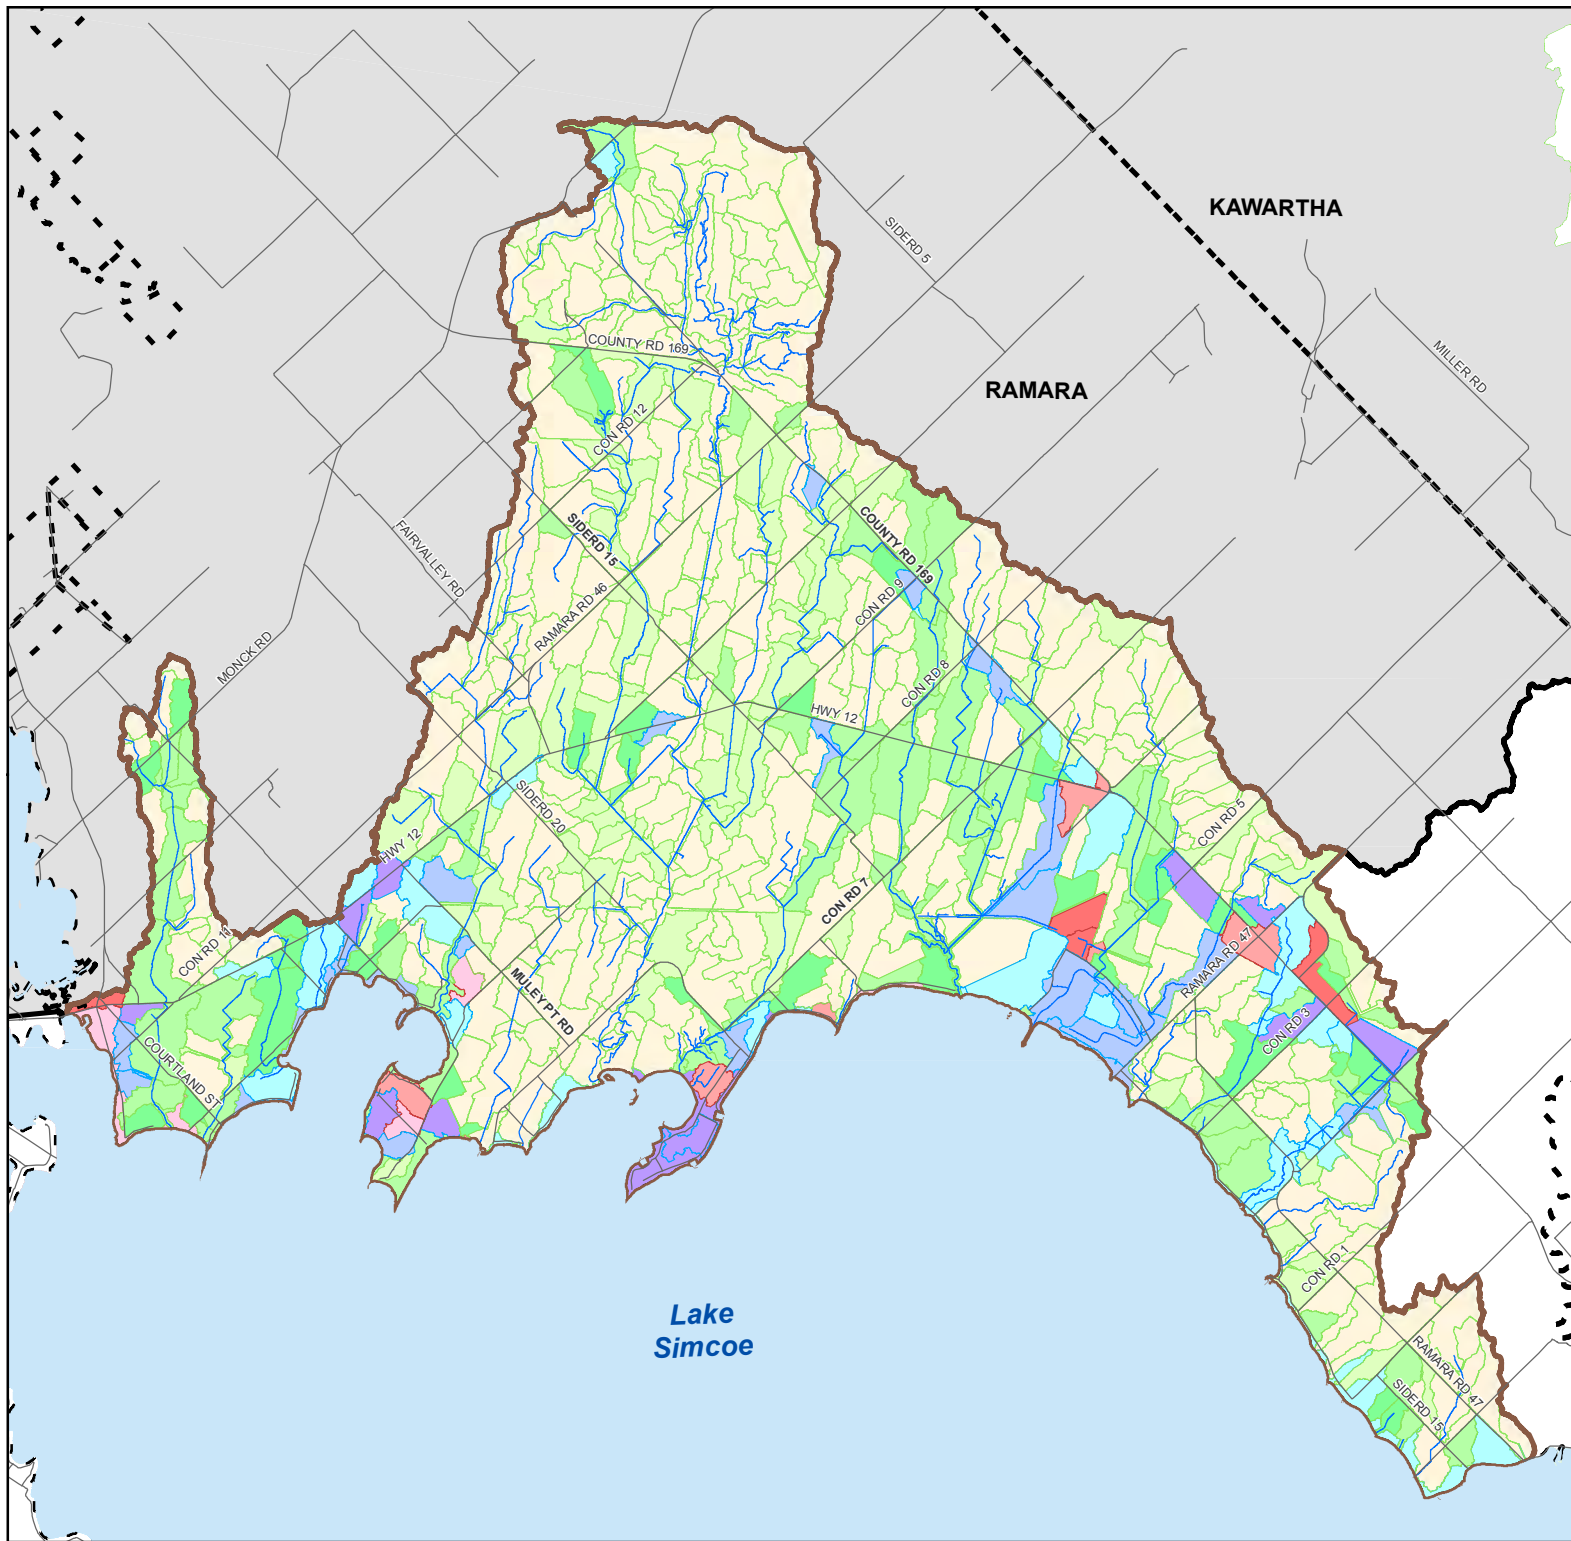 KAWARTHA
SIDERD 5
COUNTY RD 169
RAMARA
MILLER RD
CON RD 12
SIDERD 15
COUNTY RD 169
FAIRVALLEY RD
RAMARA RD 46
CON RD 9
MONCK RD
CON RD 8
HWY 12
SIDERD 20
CON RD 5
HWY 12
CON RD 7
CON RD 11
RAMARA RD 47
MULEY PT RD
CON RD 3
COURTLAND ST
CON RD 1
Lake
Simcoe
RAMARA RD 47
SIDERD 15